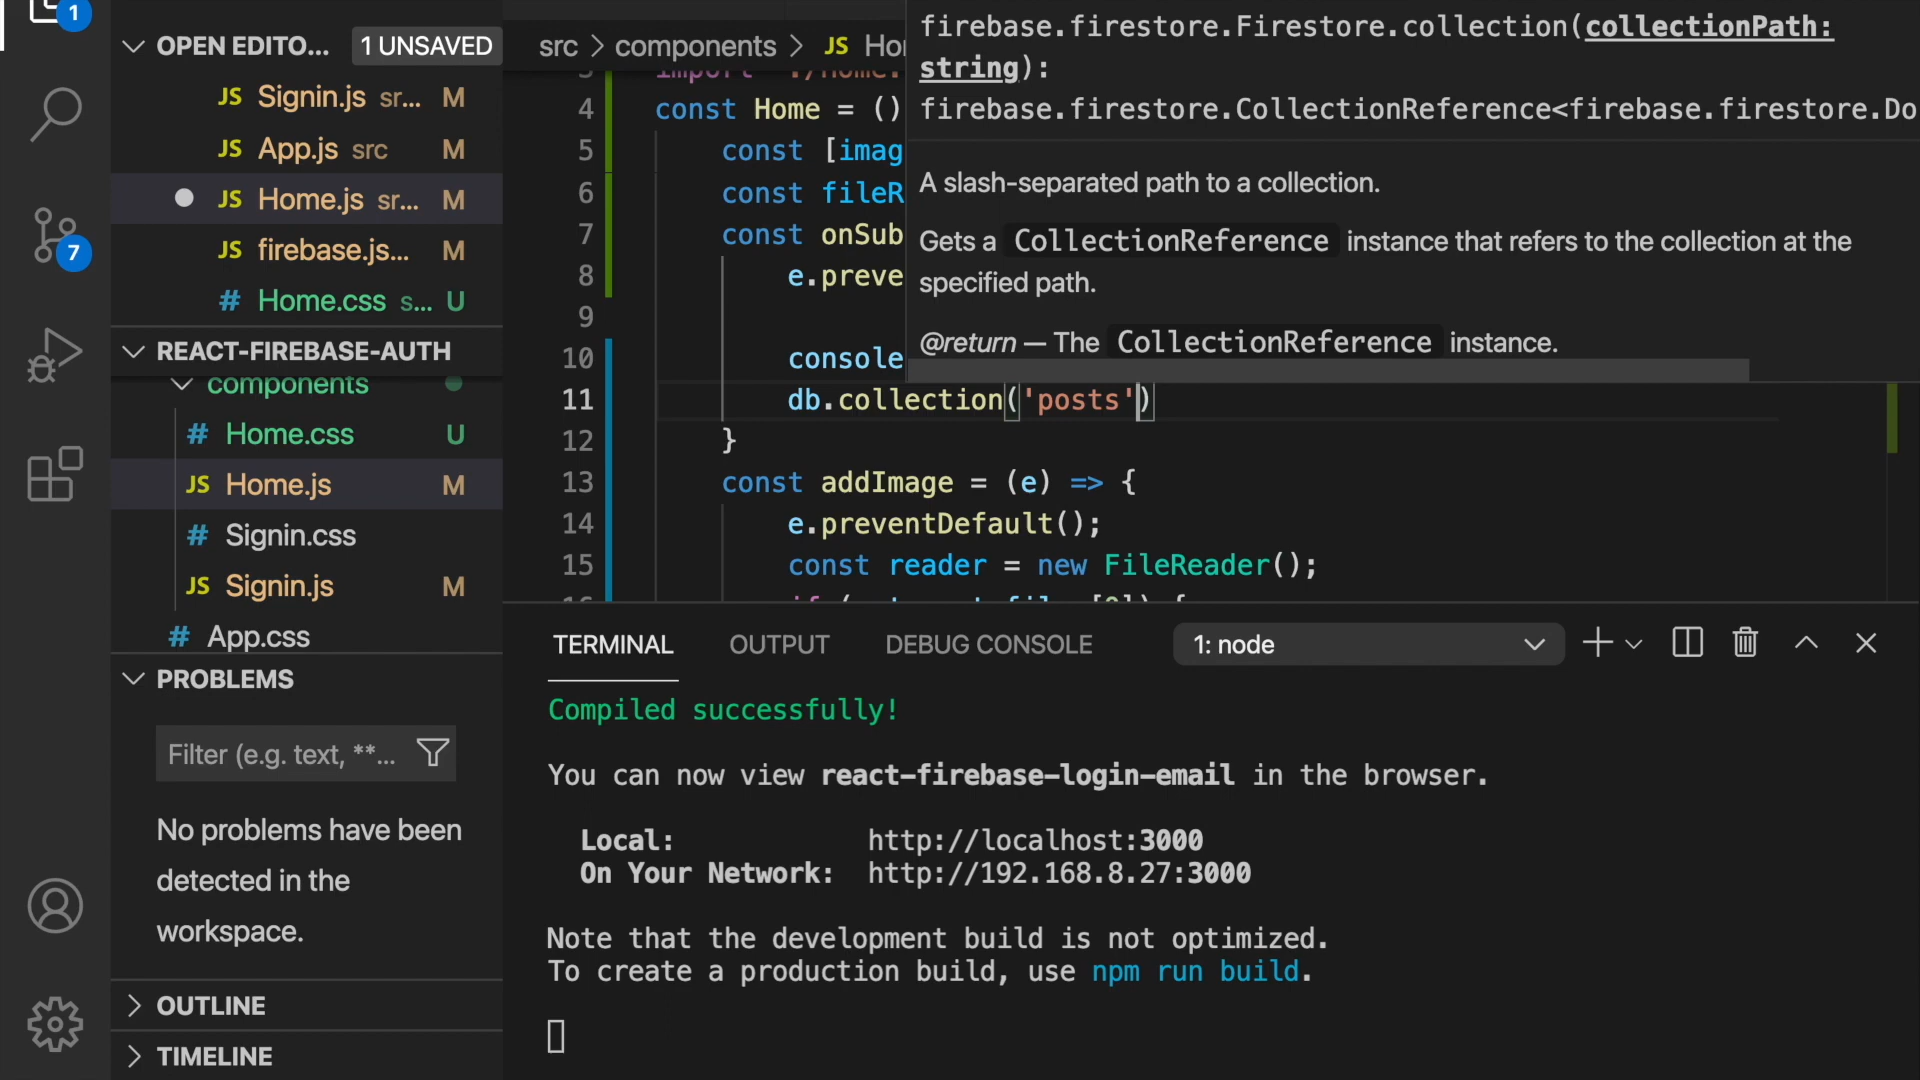 1
OPEN EDITO... 1 UNSAVED
JS Signin.js sr... M
JS App.js src M
JS Home.js sr... M
JS firebase.js... M
# Home.css s... U
7
REACT-FIREBASE-AUTH
components
# Home.css U
JS Home.js M
# Signin.css
JS Signin.js M
# App.css
PROBLEMS
Filter (e.g. text, **...
No problems have been
detected in the
workspace.
OUTLINE
TIMELINE
src > components > JS Ho
firebase.firestore.Firestore.collection(collectionPath:
string):
firebase.firestore.CollectionReference<firebase.firestore.Do
A slash-separated path to a collection.
Gets a CollectionReference instance that refers to the collection at the
specified path.
@return — The CollectionReference instance.
4 const Home = ()
5 const [imag
6 const fileR
7 const onSub
8 e.preve
9
10 console
11 db.collection('posts')
12 }
13 const addImage = (e) => {
14 e.preventDefault();
15 const reader = new FileReader();
TERMINAL OUTPUT DEBUG CONSOLE 1: node
Compiled successfully!
You can now view react-firebase-login-email in the browser.
Local: http://localhost:3000
On Your Network: http://192.168.8.27:3000
Note that the development build is not optimized.
To create a production build, use npm run build.